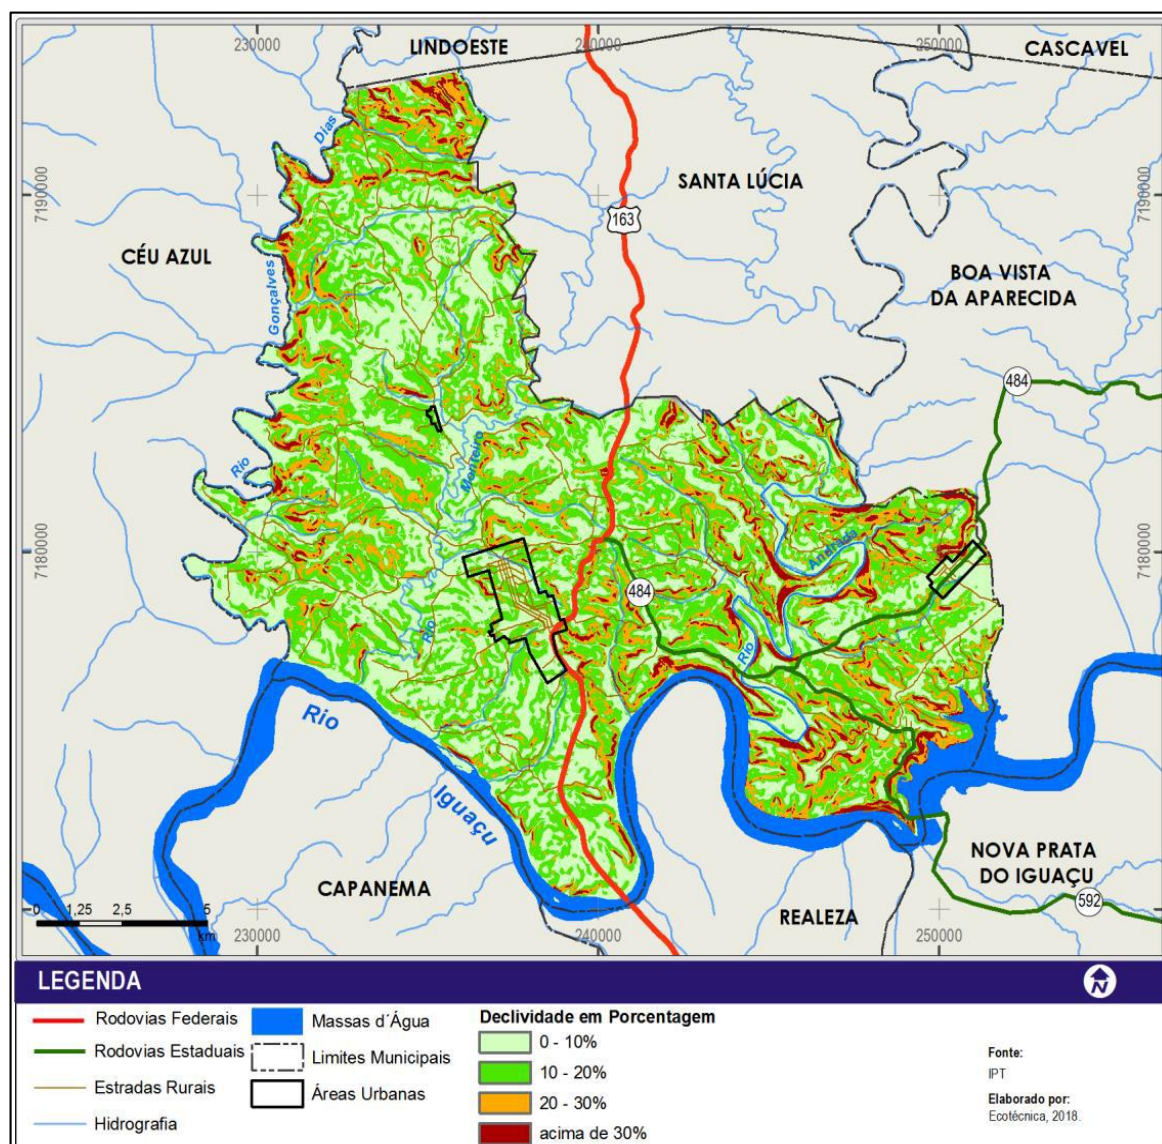 230000
240000
250000
LINDOESTE
CASCAVEL
Dias
7190000
SANTA LÚCIA
7190000
163
CÉU AZUL
BOA VISTA
DA APARECIDA
Gonçalves
484
Rio
Monteiro
7180000
Andrada
7180000
484
Rio
Rio
Rio
Iguaçu
CAPANEMA
NOVA PRATA
DO IGUAÇU
REALEZA
592
0 1,25 2,5 5
km
230000
240000
250000
LEGENDA
N
Rodovias Federais
Rodovias Estaduais
Estradas Rurais
Hidrografia
Massas d´Água
Limites Municipais
Áreas Urbanas
Declividade em Porcentagem
0 - 10%
10 - 20%
20 - 30%
acima de 30%
Fonte:
IPT
Elaborado por:
Ecotécnica, 2018.